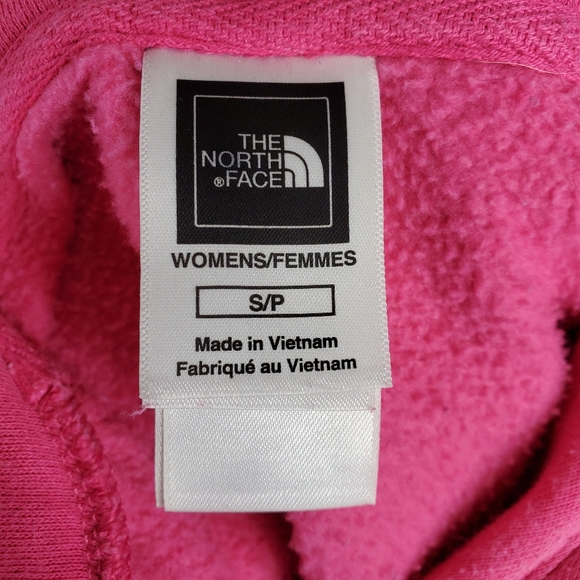 THE
NORTH
®FACE
WOMENS/FEMMES
S/P
Made in Vietnam
Fabriqué au Vietnam